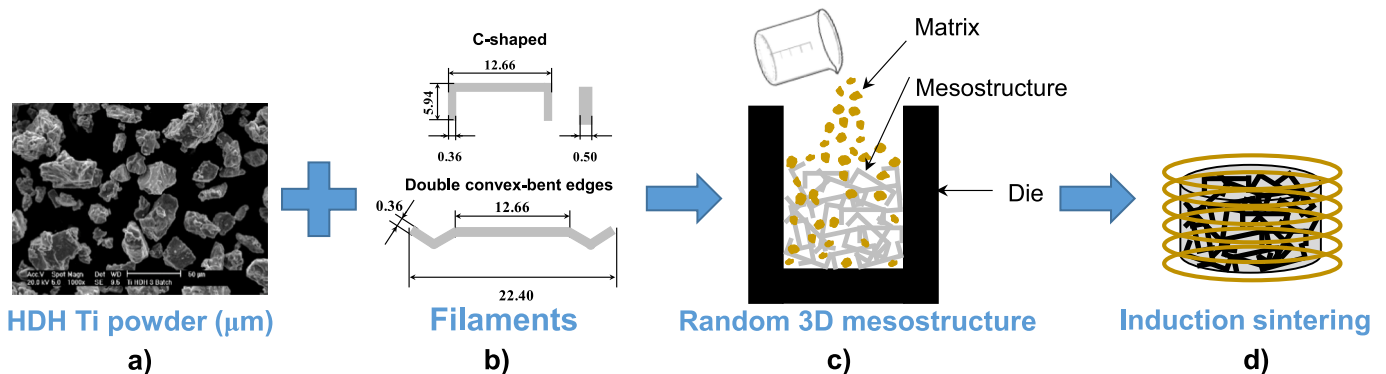 C-shaped
12.66
5.94
0.36
0.50
Double convex-bent edges
0.36
12.66
22.40
Matrix
Mesostructure
Die
Acc.V Spot Magn Det WD 50 µm
20.0 kV 5.0 1000x SE 9.5 Ti HDH 3 Batch
HDH Ti powder (µm)
Filaments
Random 3D mesostructure
Induction sintering
a)
b)
c)
d)